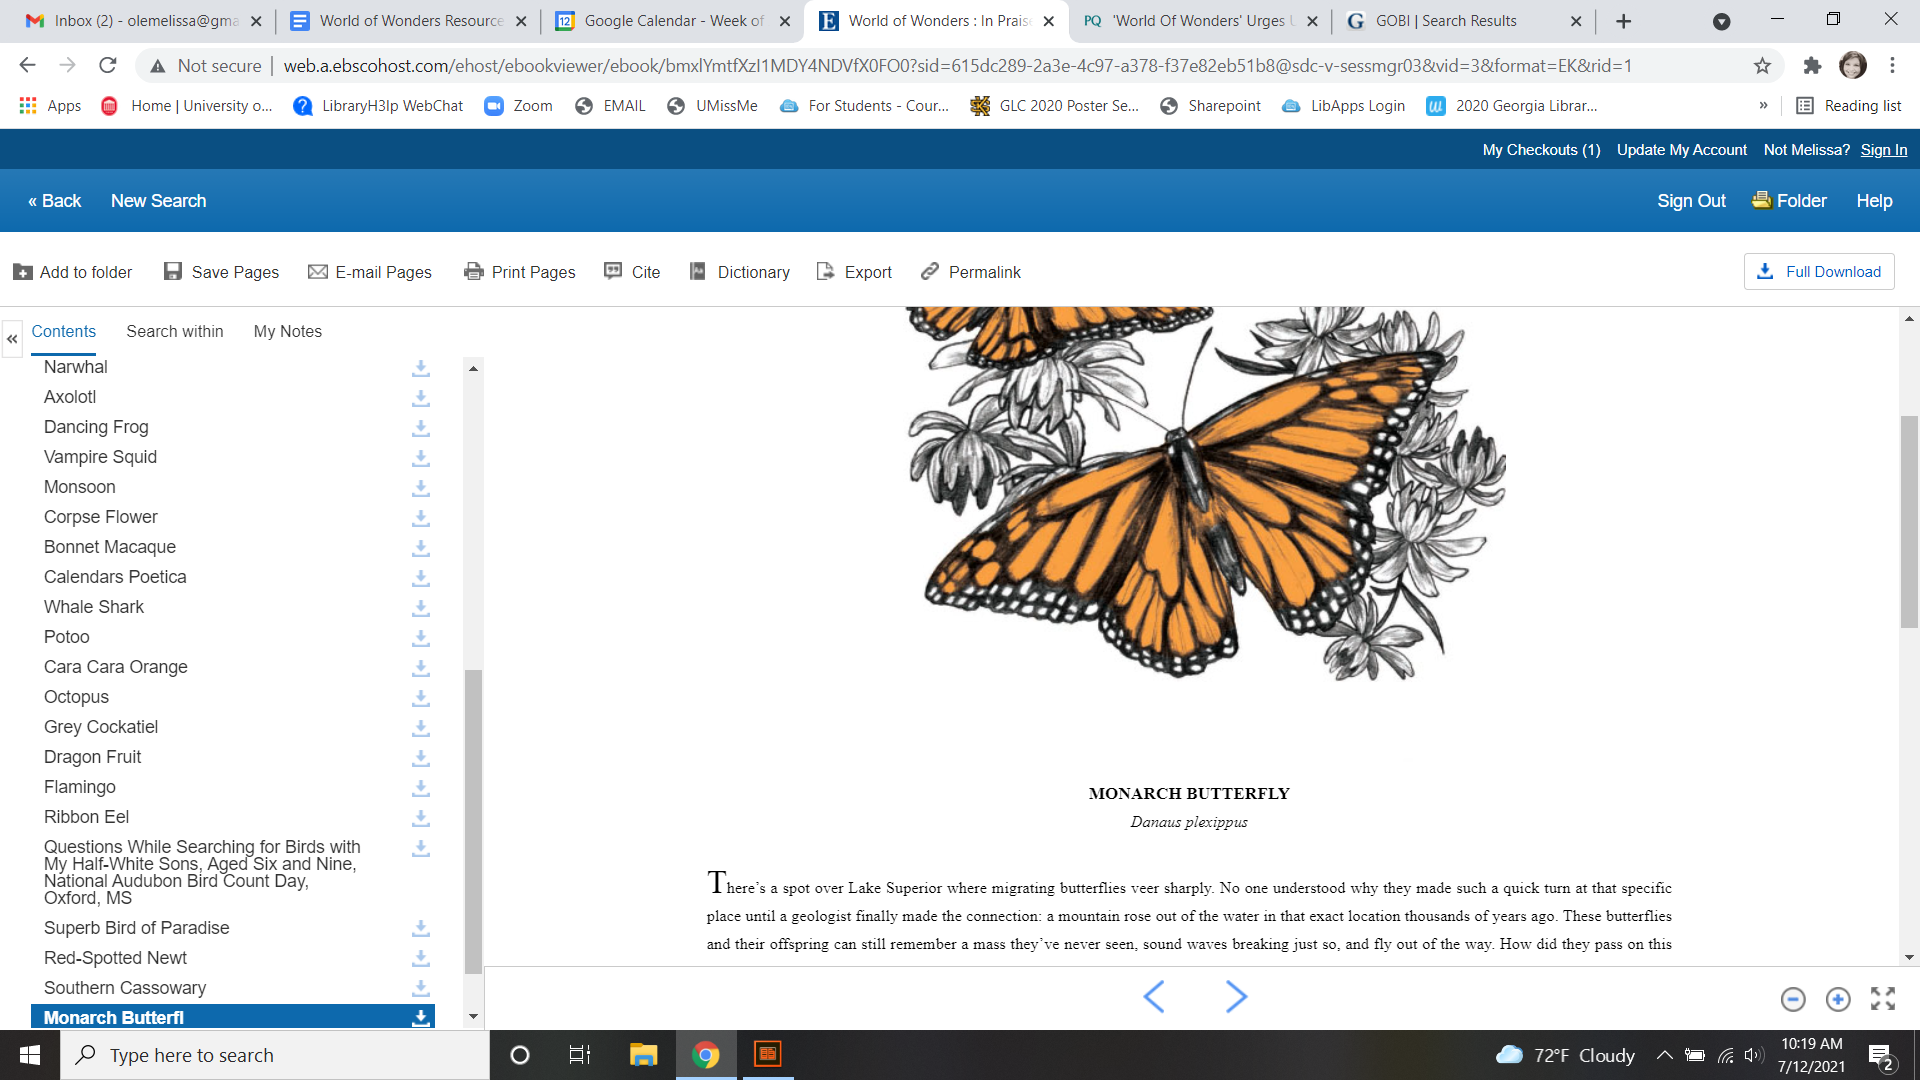 Inbox (2) - olemelissa@gma
World of Wonders Resource
Google Calendar - Week of
World of Wonders : In Prais
'World Of Wonders' Urges U
GOBI | Search Results
Not secure | web.a.ebscohost.com/ehost/ebookviewer/ebook/bmxlYmtfXzI1MDY4NDVfX0FO0?sid=615dc289-2a3e-4c97-a378-f37e82eb51b8@sdc-v-sessmgr03&vid=3&format=EK&rid=1
Apps
Home | University o...
LibraryH3lp WebChat
Zoom
EMAIL
UMissMe
For Students - Cour...
GLC 2020 Poster Se...
Sharepoint
LibApps Login
2020 Georgia Librar...
»
Reading list
My Checkouts (1) Update My Account Not Melissa? Sign In
« Back New Search
Sign Out Folder Help
Add to folder Save Pages E-mail Pages Print Pages Cite Dictionary Export Permalink
Full Download
«
Contents Search within My Notes
Narwhal
Axolotl
Dancing Frog
Vampire Squid
Monsoon
Corpse Flower
Bonnet Macaque
Calendars Poetica
Whale Shark
Potoo
Cara Cara Orange
Octopus
Grey Cockatiel
Dragon Fruit
Flamingo
Ribbon Eel
Questions While Searching for Birds with
My Half-White Sons, Aged Six and Nine,
National Audubon Bird Count Day,
Oxford, MS
Superb Bird of Paradise
Red-Spotted Newt
Southern Cassowary
Monarch Butterfl
MONARCH BUTTERFLY
Danaus plexippus
There's a spot over Lake Superior where migrating butterflies veer sharply. No one understood why they made such a quick turn at that specific
place until a geologist finally made the connection: a mountain rose out of the water in that exact location thousands of years ago. These butterflies
and their offspring can still remember a mass they've never seen, sound waves breaking just so, and fly out of the way. How did they pass on this
Type here to search
72°F Cloudy
10:19 AM
7/12/2021
2